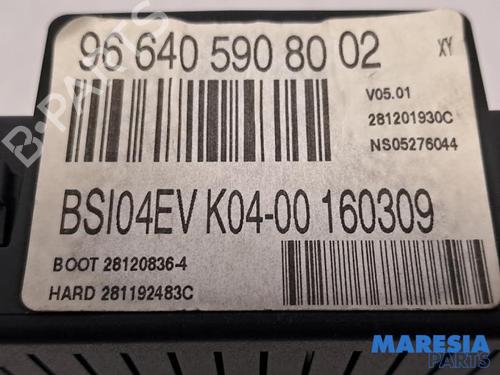 96 640 590 80 02 XY
V05.01
281201930C
NS05276044
BSI04EV K04-00 160309
BOOT 28120836-4
HARD 281192483C
B-PARTS
MARESIA
PARTS